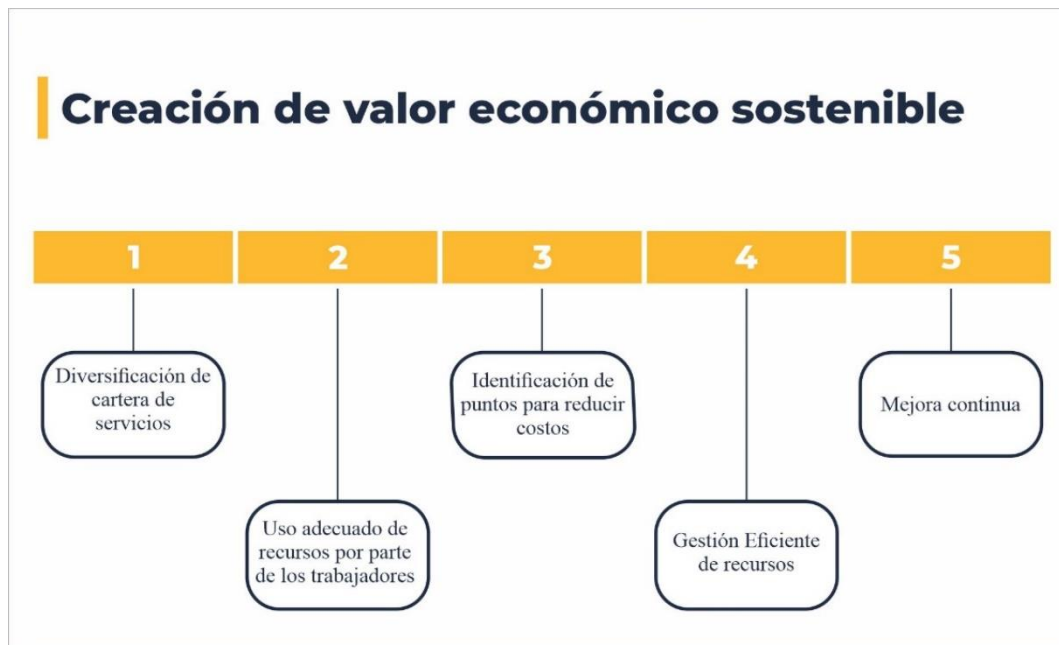 Creación de valor económico sostenible
1
2
3
4
5
Diversificación de
cartera de
servicios
Uso adecuado de
recursos por parte
de los trabajadores
Identificación de
puntos para reducir
costos
Gestión Eficiente
de recursos
Mejora continua